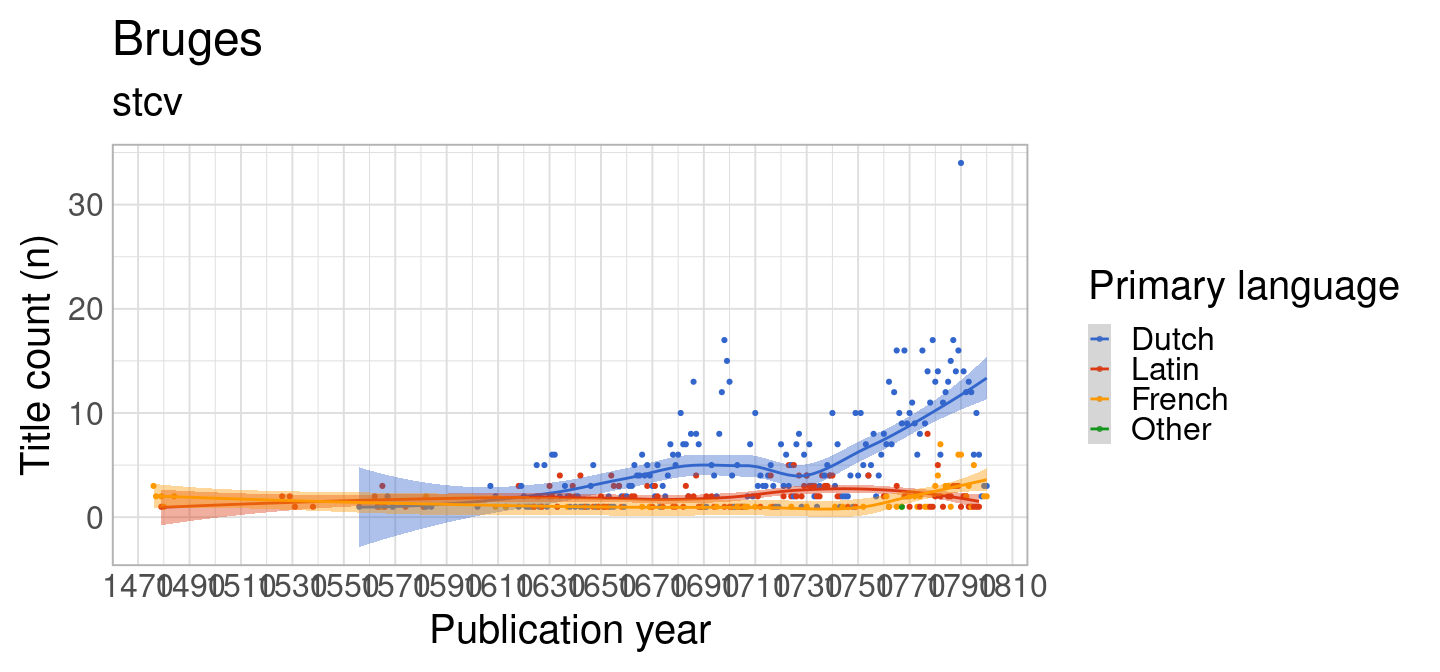 Bruges
stcv
30
20
10
0
Title count (n)
1470 1490 1510 1530 1550 1570 1590 1610 1630 1650 1670 1690 1710 1730 1750 1770 1790 1810
Publication year
Primary language
Dutch
Latin
French
Other